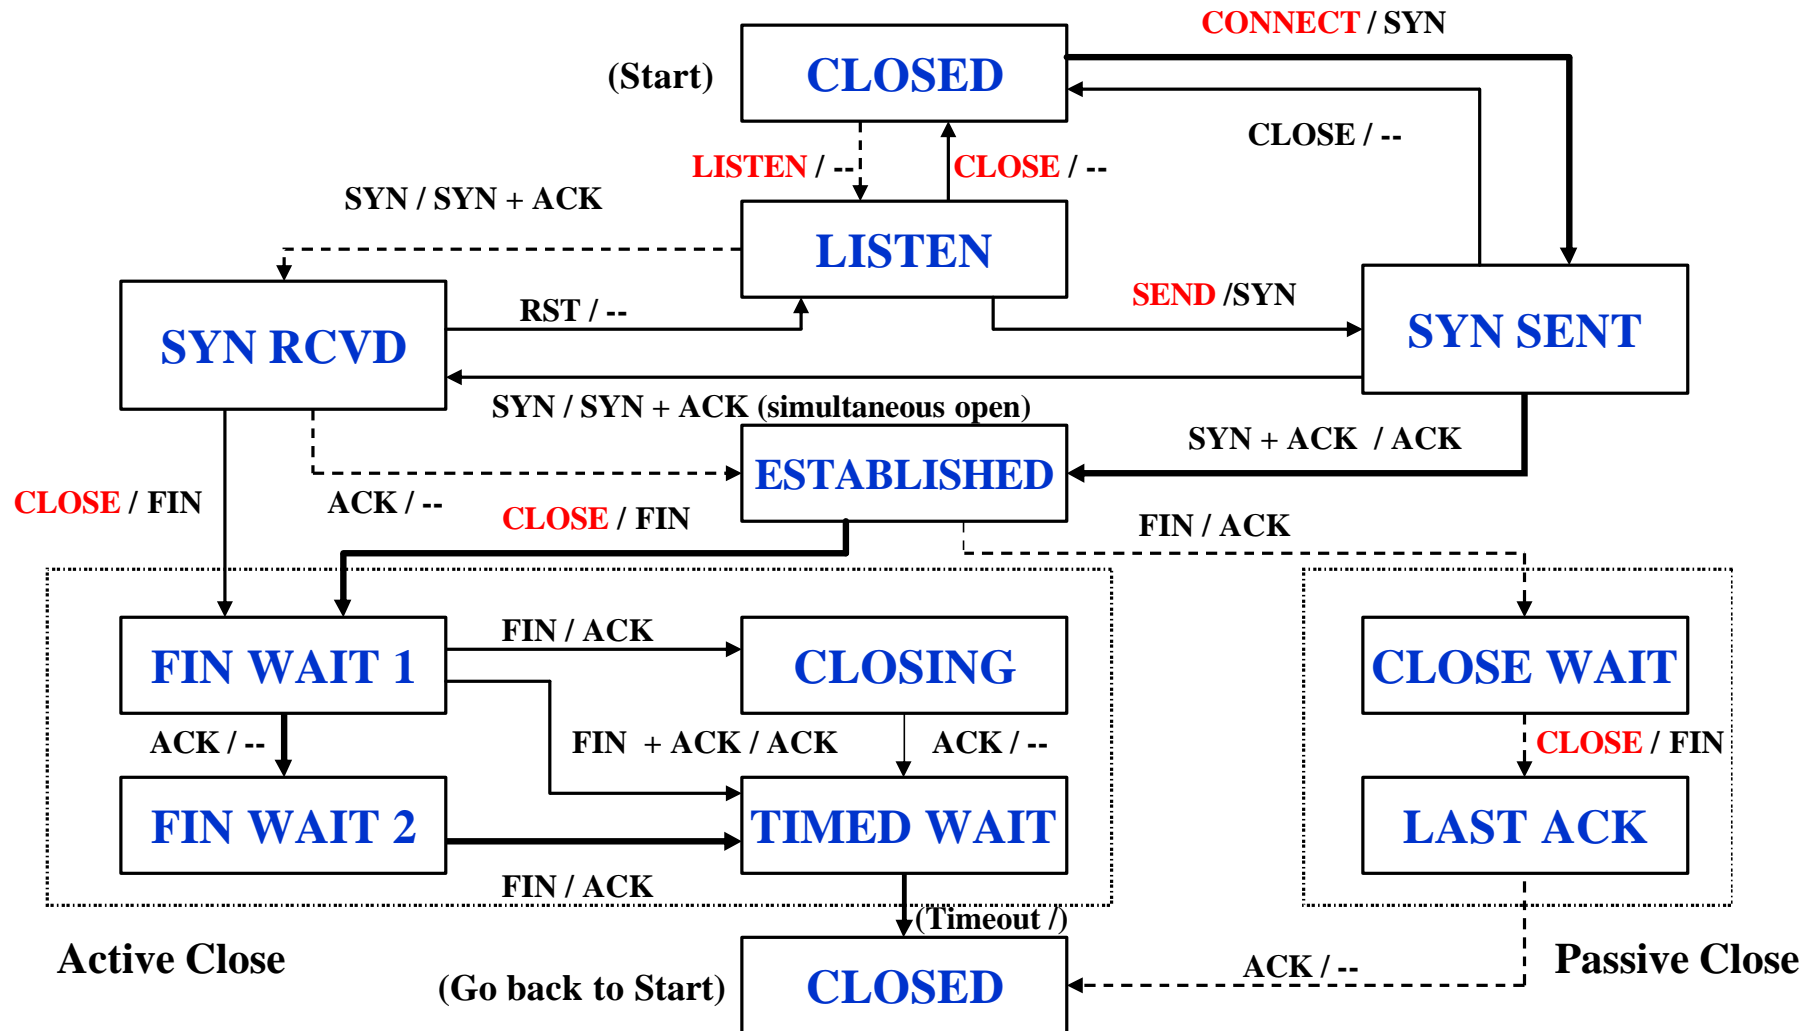 CONNECT / SYN
(Start)
CLOSED
CLOSE / --
LISTEN / --
CLOSE / --
SYN / SYN + ACK
LISTEN
SEND /SYN
RST / --
SYN RCVD
SYN SENT
SYN / SYN + ACK (simultaneous open)
SYN + ACK / ACK
ESTABLISHED
CLOSE / FIN
ACK / --
CLOSE / FIN
FIN / ACK
FIN / ACK
FIN WAIT 1
CLOSING
CLOSE WAIT
ACK / --
FIN + ACK / ACK
ACK / --
CLOSE / FIN
FIN WAIT 2
TIMED WAIT
LAST ACK
FIN / ACK
(Timeout /)
Active Close
ACK / --
Passive Close
(Go back to Start)
CLOSED